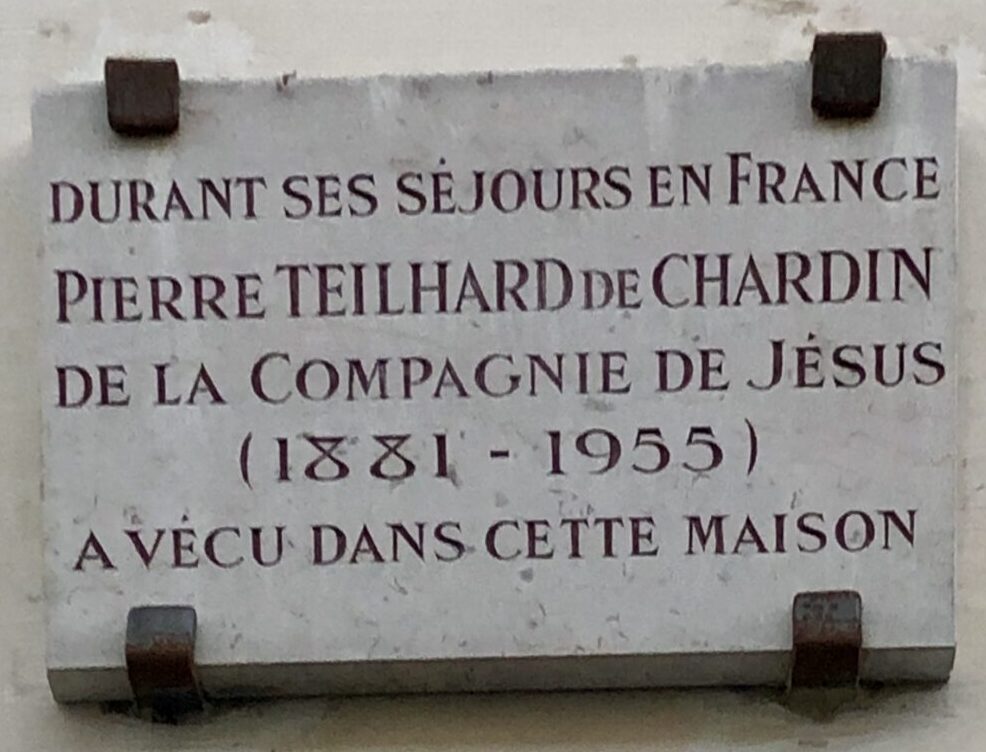 DURANT SES SÉJOURS EN FRANCE
PIERRE TEILHARD DE CHARDIN
DE LA COMPAGNIE DE JÉSUS
(1881 - 1955)
A VÉCU DANS CETTE MAISON